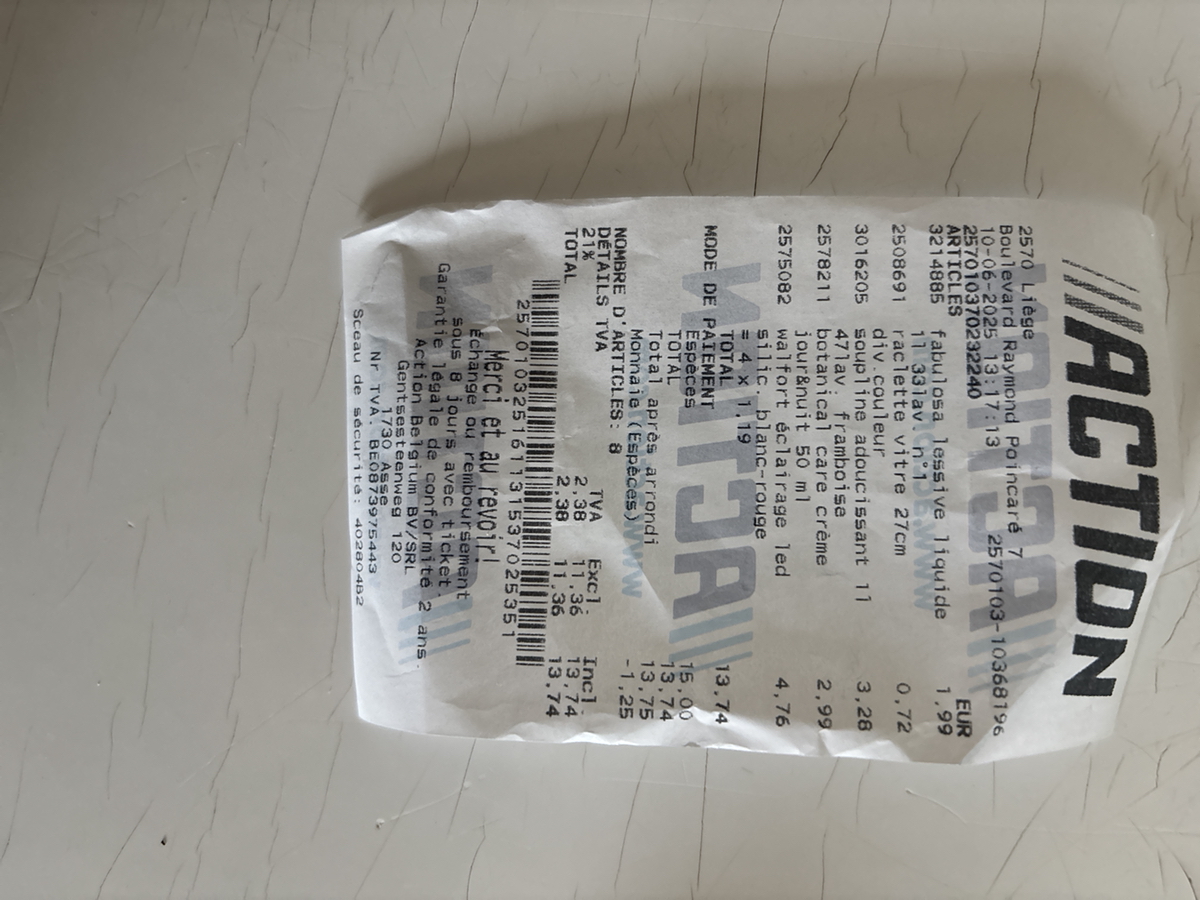 ACTION
2570 Liège
Boulevard Raymond Poincaré 7
10-06-2025 13:17:13 2570103-10368196
2570103702322240
ARTICLES EUR
3214885 fabulosa lessive liquide 1,99
1l 33lav.n°1
2508691 raclette vitre 27cm 0,72
div.couleur
3016205 soupline adoucissant 1l 3,28
47lav. framboise
2578211 botanical care crème 2,99
jour&nuit 50 ml
2575082 walfort éclairage led 4,76
silic. blanc-rouge
= 4 x 1,19
TOTAL 13,74
MODE DE PAIEMENT
Espèces 15,00
TOTAL 13,74
Total après arrondi 13,75
Monnaie(Espèces) -1,25
NOMBRE D'ARTICLES: 8
DÉTAILS TVA TVA Excl Incl.
21% 2,38 11,36 13,74
TOTAL 2,38 11,36 13,74
257010325161131537025351
Merci et au revoir!
Échange ou remboursement
sous 8 jours avec ticket.
Garantie légale de conformité 2 ans.
Action Belgium BV/SRL
Gentsesteenweg 120
1730 Asse
Nr TVA. BE0873975443
Sceau de sécurité: 40280482